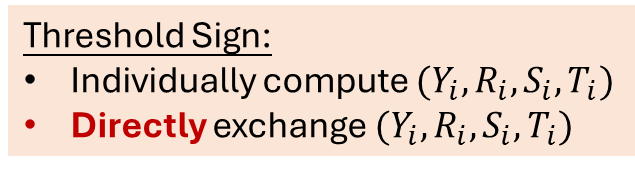 Threshold Sign:
• Individually compute (Yᵢ, Rᵢ, Sᵢ, Tᵢ)
• Directly exchange (Yᵢ, Rᵢ, Sᵢ, Tᵢ)